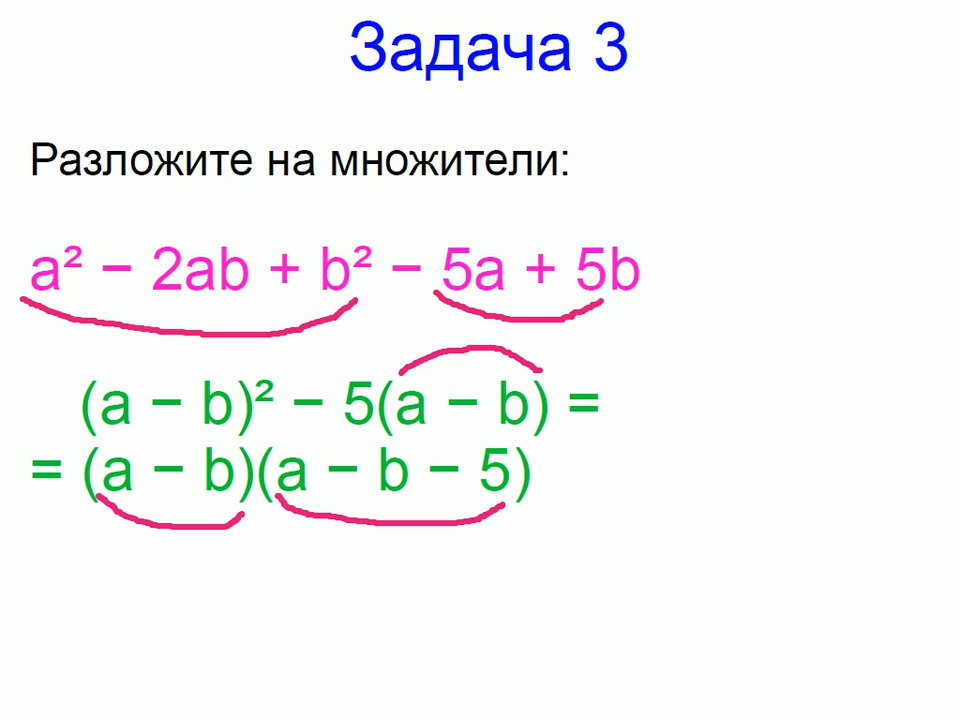 Задача 3
Разложите на множители:
a² − 2ab + b² − 5a + 5b
(a − b)² − 5(a − b) =
= (a − b)(a − b − 5)